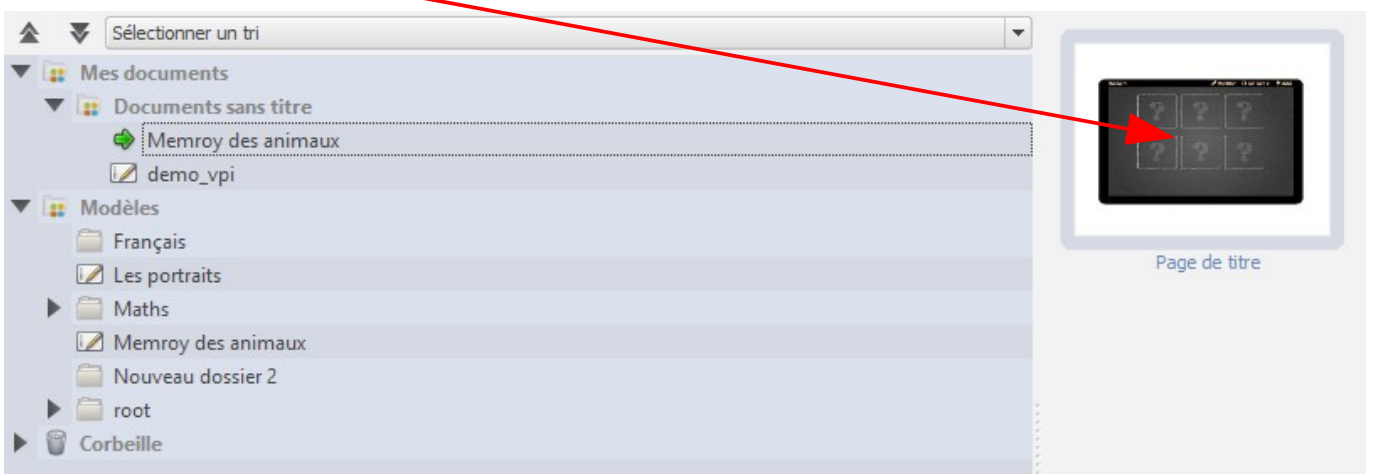 Sélectionner un tri
Mes documents
Documents sans titre
Memroy des animaux
demo_vpi
Modèles
Français
Les portraits
Maths
Memroy des animaux
Nouveau dossier 2
root
Corbeille
? ? ?
? ? ?
Page de titre